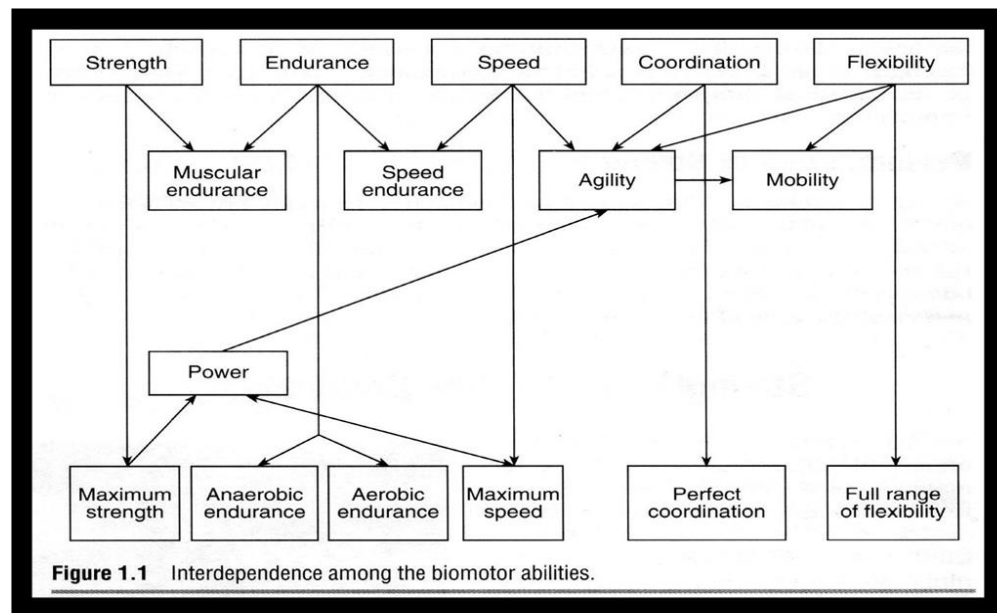 Strength
Endurance
Speed
Coordination
Flexibility
Muscular
endurance
Speed
endurance
Agility
Mobility
Power
Maximum
strength
Anaerobic
endurance
Aerobic
endurance
Maximum
speed
Perfect
coordination
Full range
of flexibility
Figure 1.1 Interdependence among the biomotor abilities.